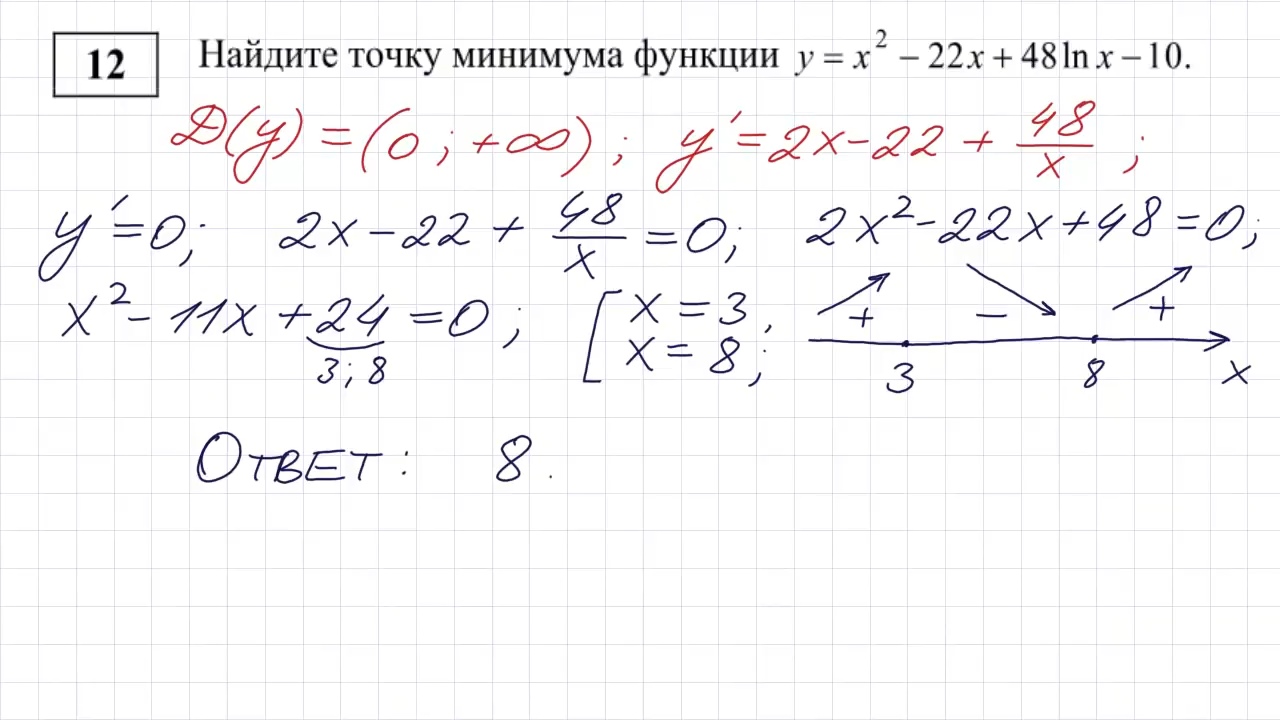 12 Найдите точку минимума функции y = x² − 22x + 48 ln x − 10.
D(y) = (0 ; +∞) ; y' = 2x − 22 + 48/x ;
y' = 0; 2x − 22 + 48/x = 0; 2x² − 22x + 48 = 0;
x² − 11x + 24 = 0 ; [ x = 3, x = 8; + − +
3; 8 3 8 x
Ответ: 8.